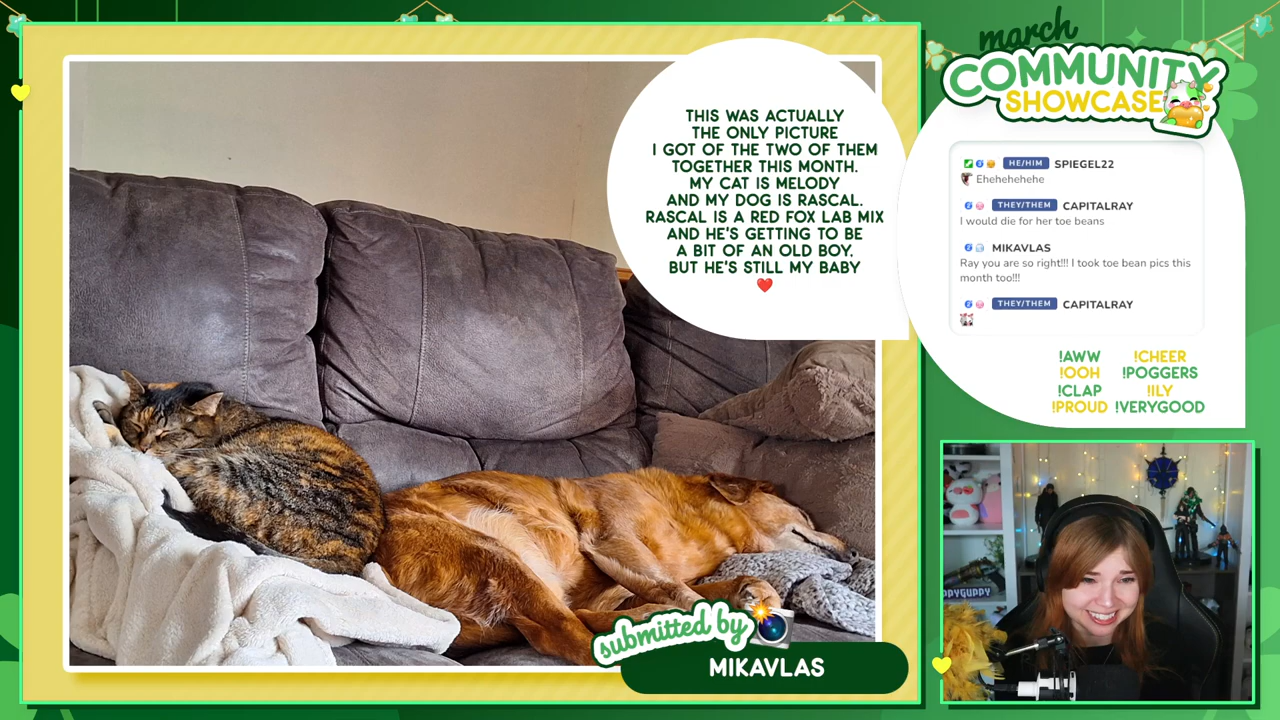 march
COMMUNITY
SHOWCASE
THIS WAS ACTUALLY
THE ONLY PICTURE
I GOT OF THE TWO OF THEM
TOGETHER THIS MONTH.
MY CAT IS MELODY
AND MY DOG IS RASCAL.
RASCAL IS A RED FOX LAB MIX
AND HE'S GETTING TO BE
A BIT OF AN OLD BOY.
BUT HE'S STILL MY BABY
❤️
HE/HIM SPIEGEL22
Ehehehehehe
THEY/THEM CAPITALRAY
I would die for her toe beans
MIKAVLAS
Ray you are so right!!! I took toe bean pics this
month too!!!
THEY/THEM CAPITALRAY
!AWW !CHEER
!OOH !POGGERS
!CLAP !ILY
!PROUD !VERYGOOD
submitted by
MIKAVLAS
PPYGUPPY